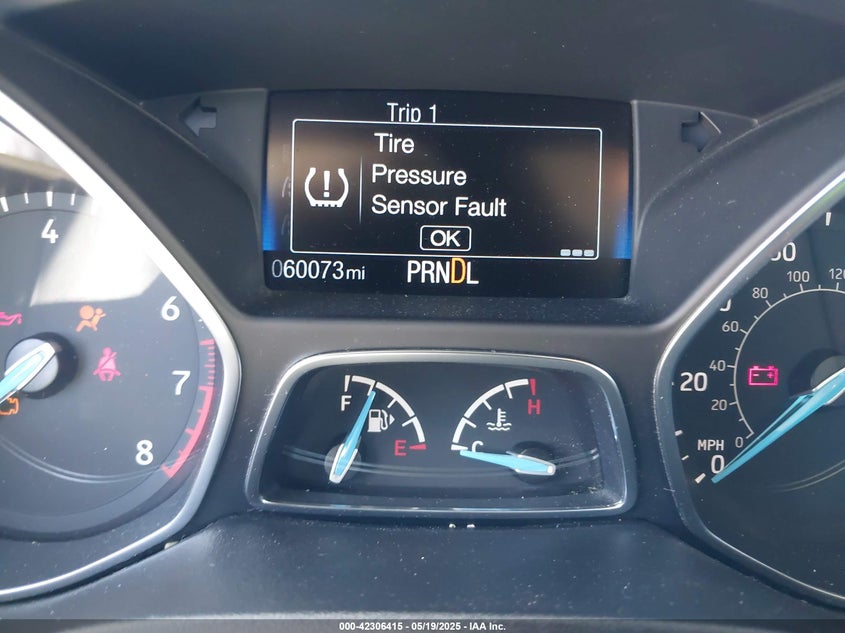 Trip 1
Tire
Pressure
Sensor Fault
OK
060073mi
PRNDL
4
6
7
8
F
E
H
C
100
80
60
40
20
0
20
MPH
0
000-42306415 - 05/19/2025 - IAA Inc.